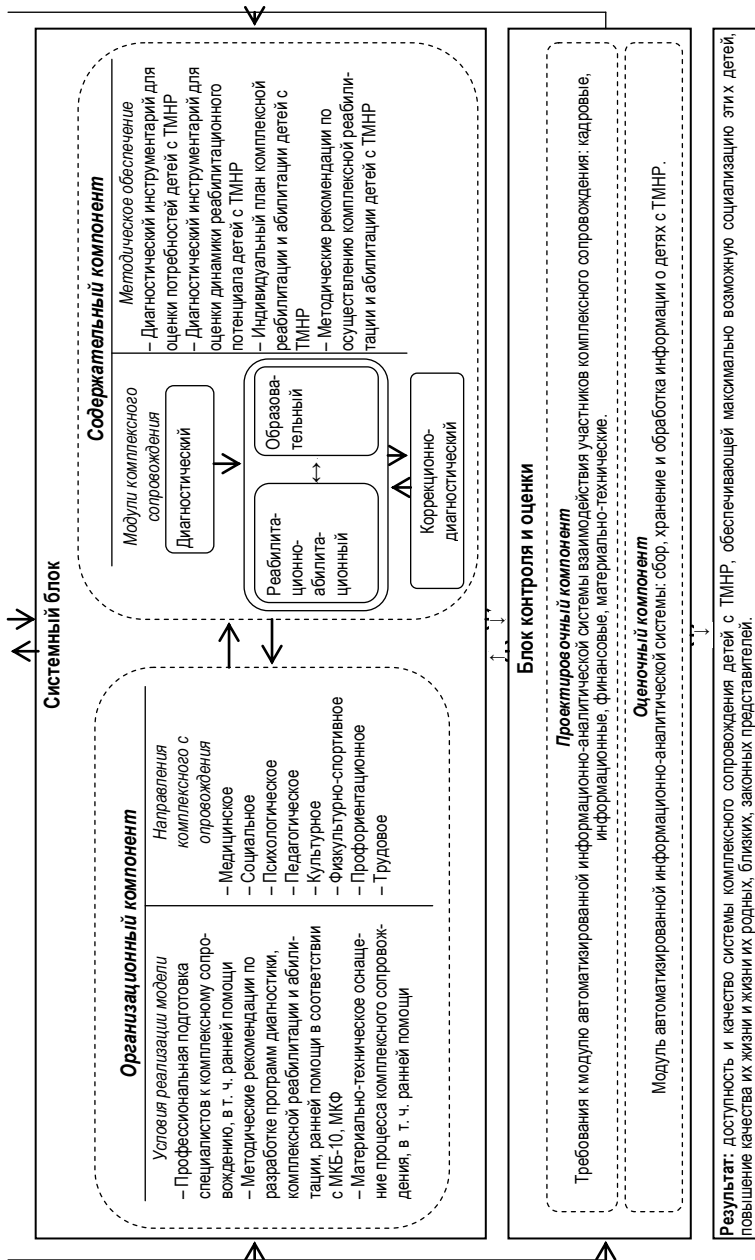 Системный блок
Организационный компонент
Условия реализации модели
– Профессиональная подготовка
специалистов к комплексному сопро-
вождению, в т. ч. ранней помощи
– Методические рекомендации по
разработке программ диагностики,
комплексной реабилитации и абили-
тации, ранней помощи в соответствии
с МКБ-10, МКФ
– Материально-техническое оснаще-
ние процесса комплексного сопровож-
дения, в т. ч. ранней помощи
Направления
комплексного с
опровождения
– Медицинское
– Социальное
– Психологическое
– Педагогическое
– Культурное
– Физкультурно-спортивное
– Профориентационное
– Трудовое
Содержательный компонент
Модули комплексного
сопровождения
Диагностический
Реабилита-
ционно-
абилита-
ционный
↔
Образова-
тельный
Коррекционно-
диагностический
Методическое обеспечение
– Диагностический инструментарий для
оценки потребностей детей с ТМНР
– Диагностический инструментарий для
оценки динамики реабилитационного
потенциала детей с ТМНР
– Индивидуальный план комплексной
реабилитации и абилитации детей с
ТМНР
– Методические рекомендации по
осуществлению комплексной реабили-
тации и абилитации детей с ТМНР
Блок контроля и оценки
Проектировочный компонент
Требования к модулю автоматизированной информационно-аналитической системы взаимодействия участников комплексного сопровождения: кадровые,
информационные, финансовые, материально-технические.
Оценочный компонент
Модуль автоматизированной информационно-аналитической системы: сбор, хранение и обработка информации о детях с ТМНР.
Результат: доступность и качество системы комплексного сопровождения детей с ТМНР, обеспечивающей максимально возможную социализацию этих детей,
повышение качества их жизни и жизни их родных, близких, законных представителей.